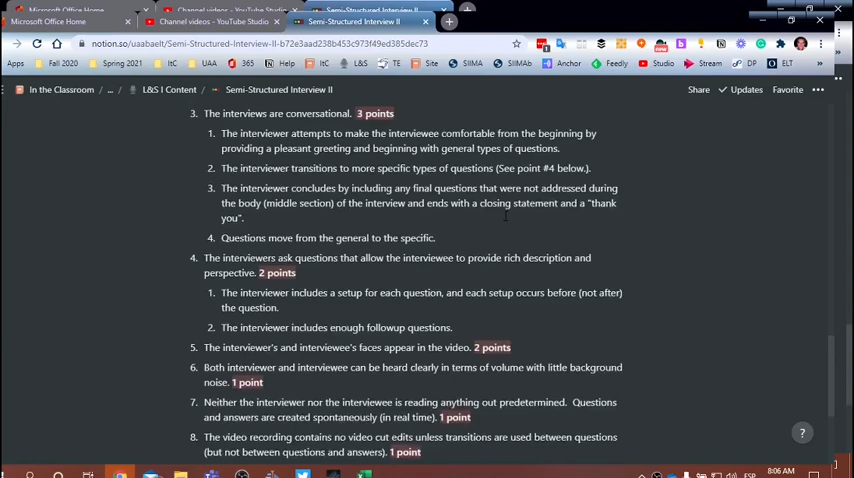 Microsoft Office Home
Channel videos - YouTube Studio
Semi-Structured Interview II
Microsoft Office Home
Channel videos - YouTube Studio
Semi-Structured Interview II
notion.so/uaabaelt/Semi-Structured-Interview-II-b72e3aad238b453c973f49ed385dec73
Apps Fall 2020 Spring 2021 ItC UAA 365 Help ItC L&S TE Site SIIMA SIIMAb Anchor Feedly Studio Stream DP ELT
In the Classroom / ... / L&S I Content / Semi-Structured Interview II Share Updates Favorite
3. The interviews are conversational. 3 points
1. The interviewer attempts to make the interviewee comfortable from the beginning by
providing a pleasant greeting and beginning with general types of questions.
2. The interviewer transitions to more specific types of questions (See point #4 below.).
3. The interviewer concludes by including any final questions that were not addressed during
the body (middle section) of the interview and ends with a closing statement and a "thank
you".
4. Questions move from the general to the specific.
4. The interviewers ask questions that allow the interviewee to provide rich description and
perspective. 2 points
1. The interviewer includes a setup for each question, and each setup occurs before (not after)
the question.
2. The interviewer includes enough followup questions.
5. The interviewer's and interviewee's faces appear in the video. 2 points
6. Both interviewer and interviewee can be heard clearly in terms of volume with little background
noise. 1 point
7. Neither the interviewer nor the interviewee is reading anything out predetermined. Questions
and answers are created spontaneously (in real time). 1 point
8. The video recording contains no video cut edits unless transitions are used between questions
(but not between questions and answers). 1 point
?
ESP 8:06 AM